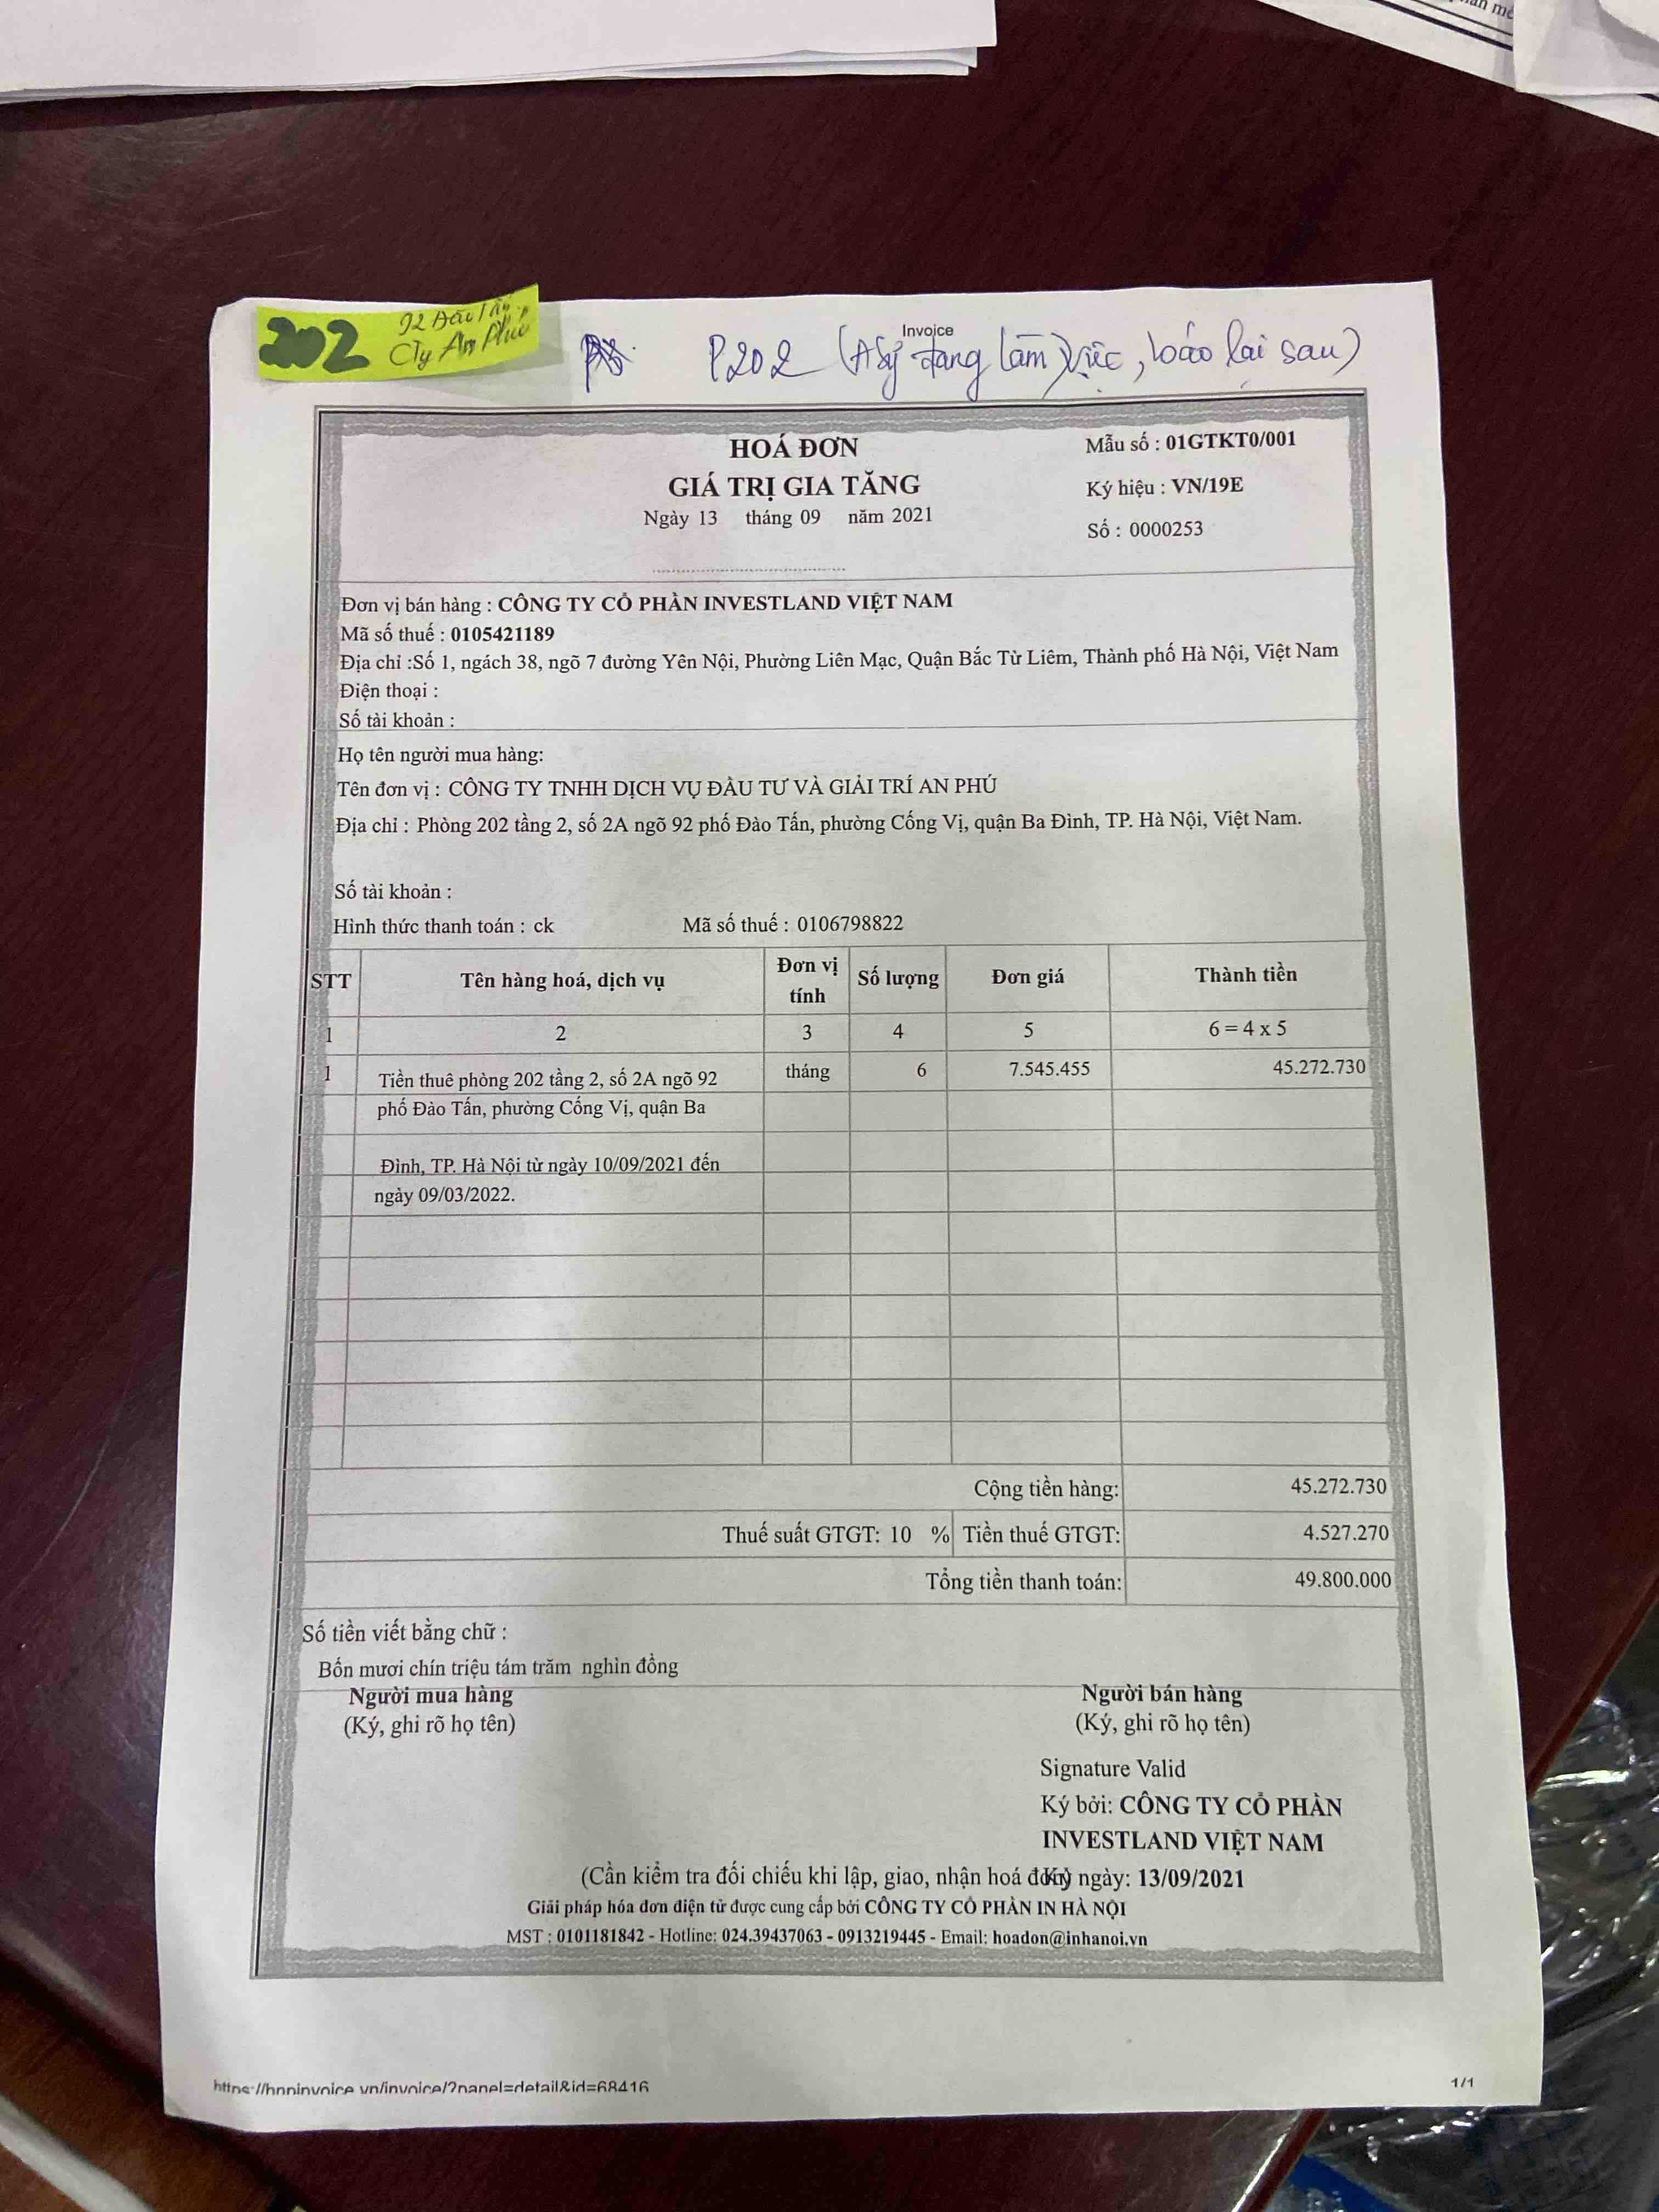 202 92 Đào Tấn
Cty An Phú
Invoice
P202 (A Sỹ đang làm việc, báo lại sau)
HOÁ ĐƠN
GIÁ TRỊ GIA TĂNG
Ngày 13 tháng 09 năm 2021
Mẫu số : 01GTKT0/001
Ký hiệu : VN/19E
Số : 0000253
Đơn vị bán hàng : CÔNG TY CỔ PHẦN INVESTLAND VIỆT NAM
Mã số thuế : 0105421189
Địa chỉ :Số 1, ngách 38, ngõ 7 đường Yên Nội, Phường Liên Mạc, Quận Bắc Từ Liêm, Thành phố Hà Nội, Việt Nam
Điện thoại :
Số tài khoản :
Họ tên người mua hàng:
Tên đơn vị : CÔNG TY TNHH DỊCH VỤ ĐẦU TƯ VÀ GIẢI TRÍ AN PHÚ
Địa chỉ : Phòng 202 tầng 2, số 2A ngõ 92 phố Đào Tấn, phường Cống Vị, quận Ba Đình, TP. Hà Nội, Việt Nam.
Số tài khoản :
Hình thức thanh toán : ck Mã số thuế : 0106798822
STT Tên hàng hoá, dịch vụ Đơn vị tính Số lượng Đơn giá Thành tiền
1 2 3 4 5 6 = 4 x 5
1 Tiền thuê phòng 202 tầng 2, số 2A ngõ 92 tháng 6 7.545.455 45.272.730
phố Đào Tấn, phường Cống Vị, quận Ba
Đình, TP. Hà Nội từ ngày 10/09/2021 đến
ngày 09/03/2022.
Cộng tiền hàng: 45.272.730
Thuế suất GTGT: 10 % Tiền thuế GTGT: 4.527.270
Tổng tiền thanh toán: 49.800.000
Số tiền viết bằng chữ :
Bốn mươi chín triệu tám trăm nghìn đồng
Người mua hàng
(Ký, ghi rõ họ tên)
Người bán hàng
(Ký, ghi rõ họ tên)
Signature Valid
Ký bởi: CÔNG TY CỔ PHẦN
INVESTLAND VIỆT NAM
(Cần kiểm tra đối chiếu khi lập, giao, nhận hoá đơn) Ký ngày: 13/09/2021
Giải pháp hóa đơn điện tử được cung cấp bởi CÔNG TY CỔ PHẦN IN HÀ NỘI
MST : 0101181842 - Hotline: 024.39437063 - 0913219445 - Email: hoadon@inhanoi.vn
https://hnpinvoice.vn/invoice/?panel=detail&id=68416 1/1